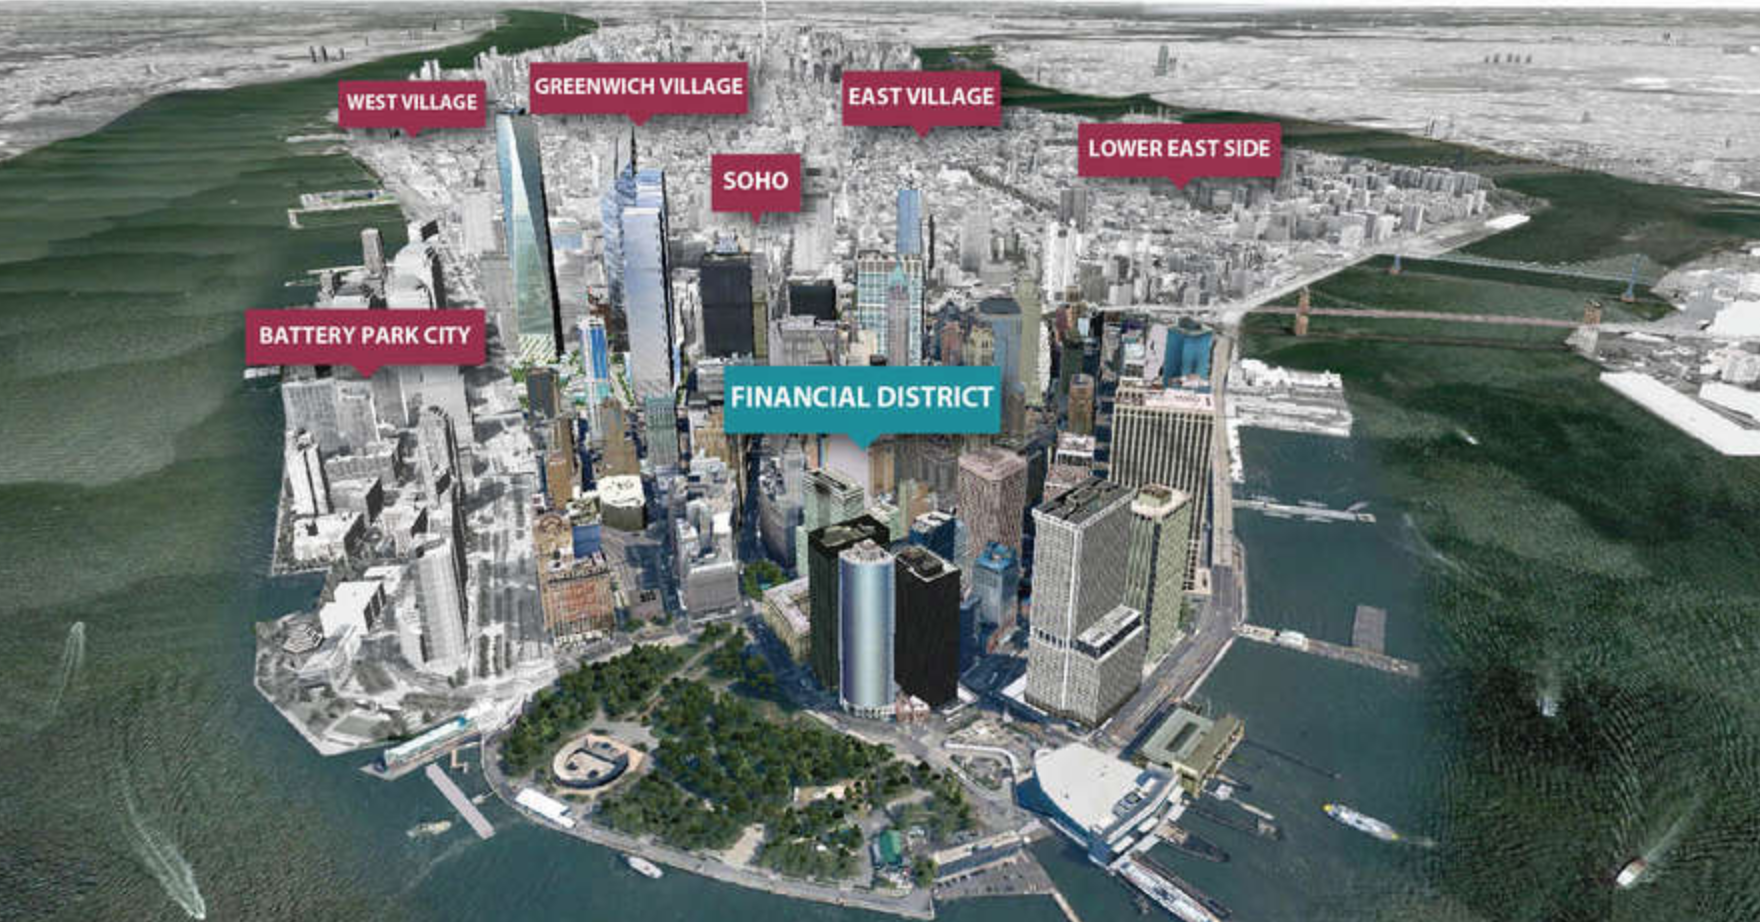 WEST VILLAGE
GREENWICH VILLAGE
EAST VILLAGE
LOWER EAST SIDE
SOHO
BATTERY PARK CITY
FINANCIAL DISTRICT